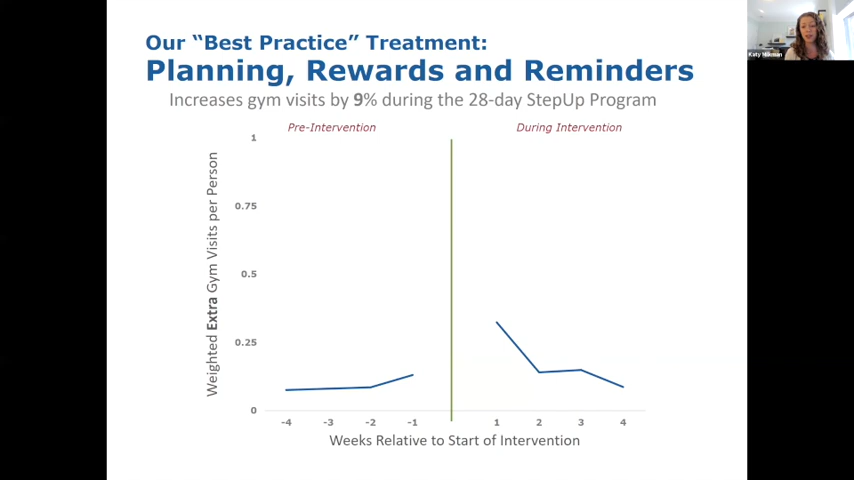 Our “Best Practice” Treatment:
Planning, Rewards and Reminders
Increases gym visits by 9% during the 28-day StepUp Program
Pre-Intervention
During Intervention
Weighted Extra Gym Visits per Person
1
0.75
0.5
0.25
0
-4 -3 -2 -1 1 2 3 4
Weeks Relative to Start of Intervention
Katy Milkman